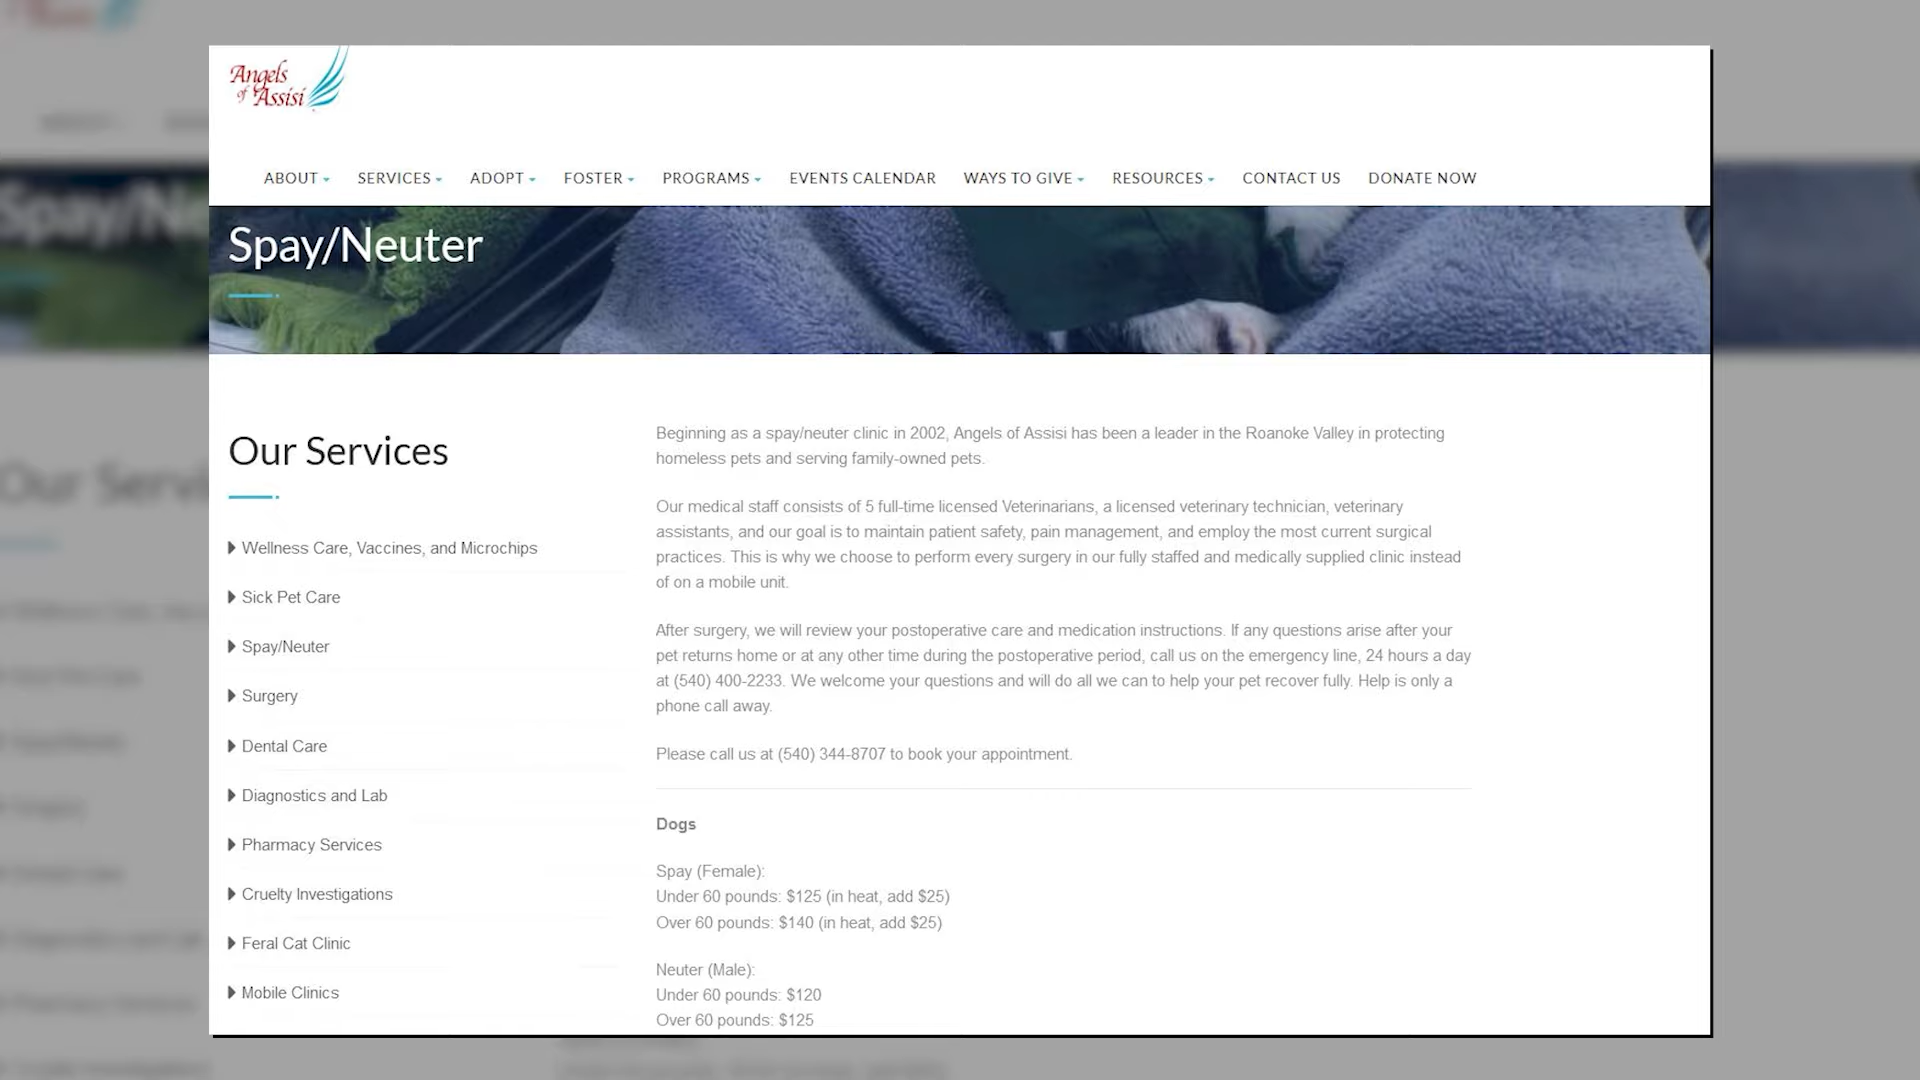 Angels
of Assisi
ABOUT SERVICES ADOPT FOSTER PROGRAMS EVENTS CALENDAR WAYS TO GIVE RESOURCES CONTACT US DONATE NOW
Spay/Neuter
Our Services
Wellness Care, Vaccines, and Microchips
Sick Pet Care
Spay/Neuter
Surgery
Dental Care
Diagnostics and Lab
Pharmacy Services
Cruelty Investigations
Feral Cat Clinic
Mobile Clinics
Beginning as a spay/neuter clinic in 2002, Angels of Assisi has been a leader in the Roanoke Valley in protecting
homeless pets and serving family-owned pets.
Our medical staff consists of 5 full-time licensed Veterinarians, a licensed veterinary technician, veterinary
assistants, and our goal is to maintain patient safety, pain management, and employ the most current surgical
practices. This is why we choose to perform every surgery in our fully staffed and medically supplied clinic instead
of on a mobile unit.
After surgery, we will review your postoperative care and medication instructions. If any questions arise after your
pet returns home or at any other time during the postoperative period, call us on the emergency line, 24 hours a day
at (540) 400-2233. We welcome your questions and will do all we can to help your pet recover fully. Help is only a
phone call away.
Please call us at (540) 344-8707 to book your appointment.
Dogs
Spay (Female):
Under 60 pounds: $125 (in heat, add $25)
Over 60 pounds: $140 (in heat, add $25)
Neuter (Male):
Under 60 pounds: $120
Over 60 pounds: $125